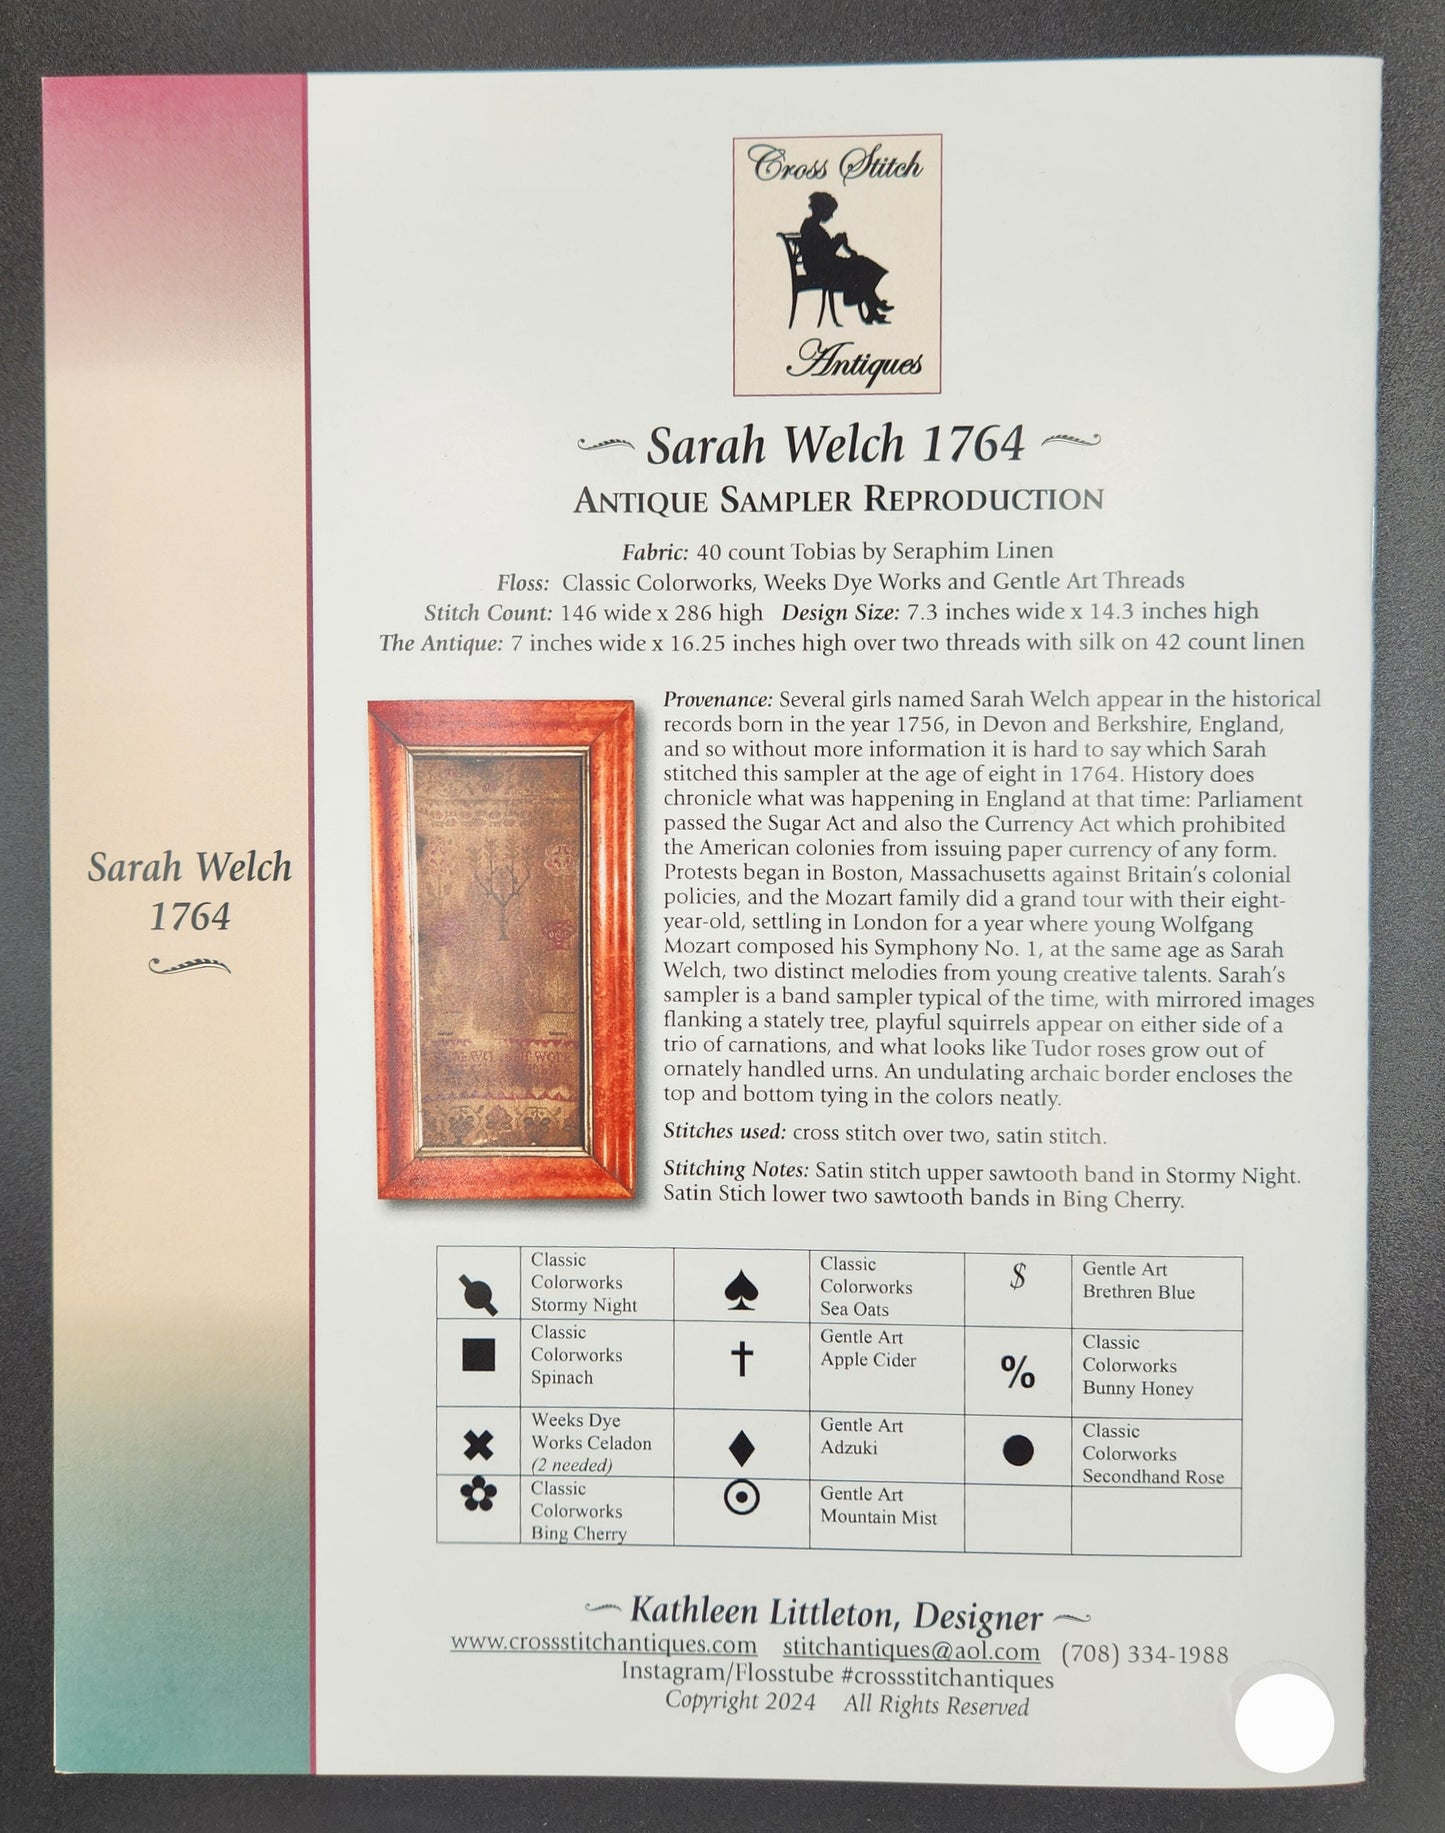 Cross Stitch
Antiques
Sarah Welch 1764
ANTIQUE SAMPLER REPRODUCTION
Fabric: 40 count Tobias by Seraphim Linen
Floss: Classic Colorworks, Weeks Dye Works and Gentle Art Threads
Stitch Count: 146 wide x 286 high Design Size: 7.3 inches wide x 14.3 inches high
The Antique: 7 inches wide x 16.25 inches high over two threads with silk on 42 count linen
Provenance: Several girls named Sarah Welch appear in the historical
records born in the year 1756, in Devon and Berkshire, England,
and so without more information it is hard to say which Sarah
stitched this sampler at the age of eight in 1764. History does
chronicle what was happening in England at that time: Parliament
passed the Sugar Act and also the Currency Act which prohibited
the American colonies from issuing paper currency of any form.
Protests began in Boston, Massachusetts against Britain's colonial
policies, and the Mozart family did a grand tour with their eight-
year-old, settling in London for a year where young Wolfgang
Mozart composed his Symphony No. 1, at the same age as Sarah
Welch, two distinct melodies from young creative talents. Sarah's
sampler is a band sampler typical of the time, with mirrored images
flanking a stately tree, playful squirrels appear on either side of a
trio of carnations, and what looks like Tudor roses grow out of
ornately handled urns. An undulating archaic border encloses the
top and bottom tying in the colors neatly.
Stitches used: cross stitch over two, satin stitch.
Stitching Notes: Satin stitch upper sawtooth band in Stormy Night.
Satin Stich lower two sawtooth bands in Bing Cherry.
Sarah Welch
1764
Classic
Colorworks
Stormy Night
♠
Classic
Colorworks
Sea Oats
$
Gentle Art
Brethren Blue
■
Classic
Colorworks
Spinach
†
Gentle Art
Apple Cider
%
Classic
Colorworks
Bunny Honey
✖
Weeks Dye
Works Celadon
(2 needed)
♦
Gentle Art
Adzuki
●
Classic
Colorworks
Secondhand Rose
✿
Classic
Colorworks
Bing Cherry
☉
Gentle Art
Mountain Mist
Kathleen Littleton, Designer
www.crossstitchantiques.com stitchantiques@aol.com (708) 334-1988
Instagram/Flosstube #crossstitchantiques
Copyright 2024 All Rights Reserved